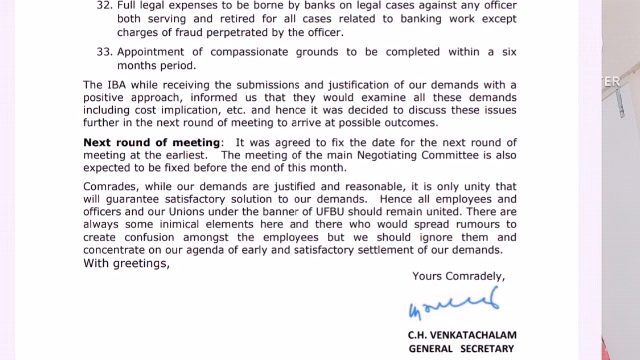 32. Full legal expenses to be borne by banks on legal cases against any officer
both serving and retired for all cases related to banking work except
charges of fraud perpetrated by the officer.
33. Appointment of compassionate grounds to be completed within a six
months period.
The IBA while receiving the submissions and justification of our demands with a
positive approach, informed us that they would examine all these demands
including cost implication, etc. and hence it was decided to discuss these issues
further in the next round of meeting to arrive at possible outcomes.
Next round of meeting: It was agreed to fix the date for the next round of
meeting at the earliest. The meeting of the main Negotiating Committee is also
expected to be fixed before the end of this month.
Comrades, while our demands are justified and reasonable, it is only unity that
will guarantee satisfactory solution to our demands. Hence all employees and
officers and our Unions under the banner of UFBU should remain united. There are
always some inimical elements here and there who would spread rumours to
create confusion amongst the employees but we should ignore them and
concentrate on our agenda of early and satisfactory settlement of our demands.
With greetings,
Yours Comradely,
C.H. VENKATACHALAM
GENERAL SECRETARY
TER